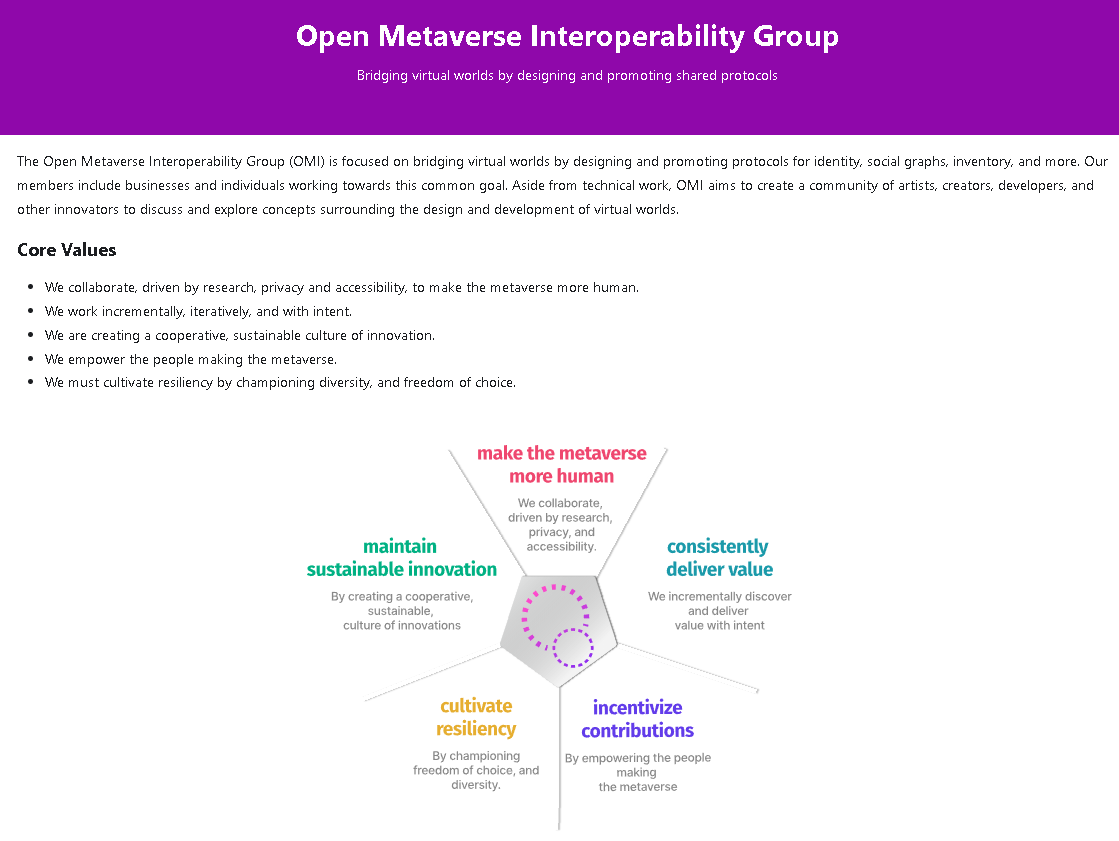 Open Metaverse Interoperability Group
Bridging virtual worlds by designing and promoting shared protocols
The Open Metaverse Interoperability Group (OMI) is focused on bridging virtual worlds by designing and promoting protocols for identity, social graphs, inventory, and more. Our
members include businesses and individuals working towards this common goal. Aside from technical work, OMI aims to create a community of artists, creators, developers, and
other innovators to discuss and explore concepts surrounding the design and development of virtual worlds.
Core Values
• We collaborate, driven by research, privacy and accessibility, to make the metaverse more human.
• We work incrementally, iteratively, and with intent.
• We are creating a cooperative, sustainable culture of innovation.
• We empower the people making the metaverse.
• We must cultivate resiliency by championing diversity, and freedom of choice.
make the metaverse
more human
We collaborate,
driven by research,
privacy, and
accessibility.
maintain
sustainable innovation
By creating a cooperative,
sustainable,
culture of innovations
consistently
deliver value
We incrementally discover
and deliver
value with intent
cultivate
resiliency
By championing
freedom of choice, and
diversity.
incentivize
contributions
By empowering the people
making
the metaverse